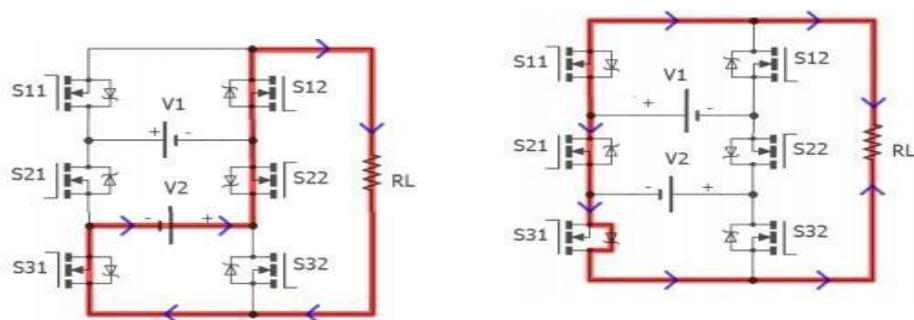 S11
S12
V1
+ -
S21
S22
RL
V2
- +
S31
S32
S11
S12
V1
+ -
S21
S22
RL
V2
- +
S31
S32